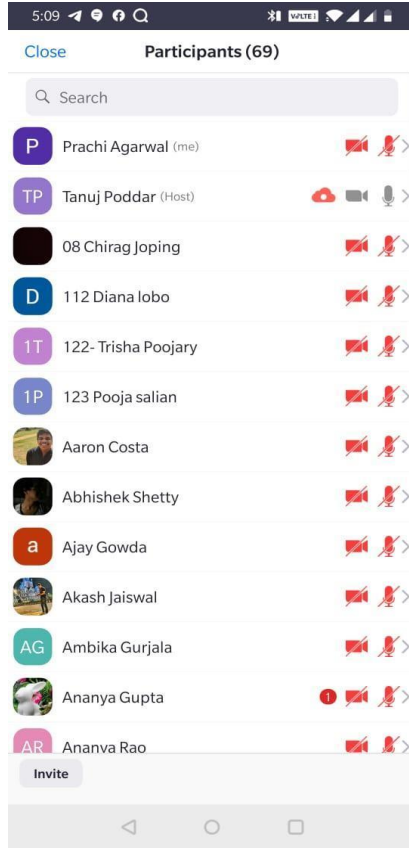 5:09 VoLTE1
Close Participants (69)
Search
P Prachi Agarwal (me)
TP Tanuj Poddar (Host)
08 Chirag Joping
D 112 Diana lobo
1T 122- Trisha Poojary
1P 123 Pooja salian
Aaron Costa
Abhishek Shetty
a Ajay Gowda
Akash Jaiswal
AG Ambika Gurjala
Ananya Gupta 1
AR Ananya Rao
Invite